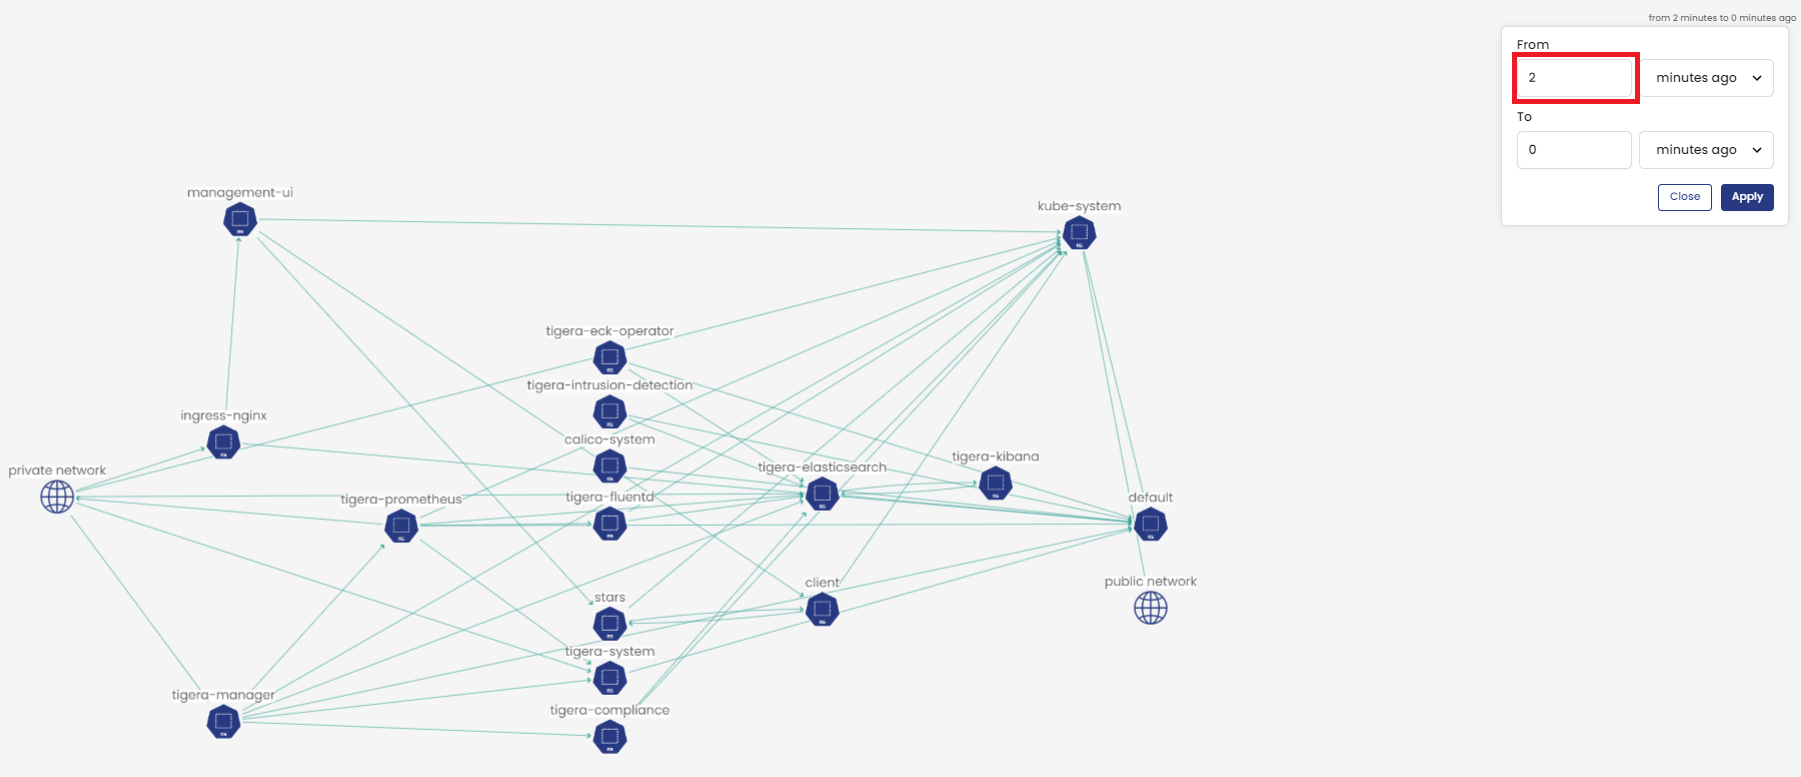 from 2 minutes to 0 minutes ago
From
2
minutes ago
To
0
minutes ago
Close
Apply
management-ui
kube-system
tigera-eck-operator
tigera-intrusion-detection
ingress-nginx
calico-system
tigera-kibana
private network
tigera-elasticsearch
tigera-prometheus
tigera-fluentd
default
public network
client
stars
tigera-system
tigera-manager
tigera-compliance